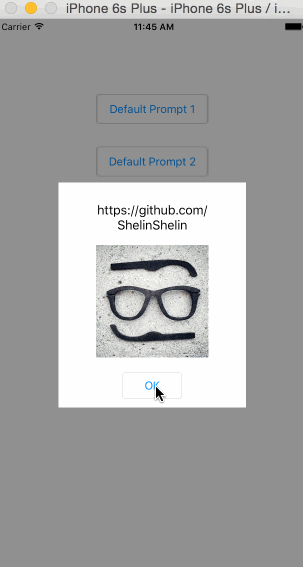 iPhone 6s Plus - iPhone 6s Plus / i...
Carrier 11:45 AM
Default Prompt 1
Default Prompt 2
https://github.com/
ShelinShelin
OK